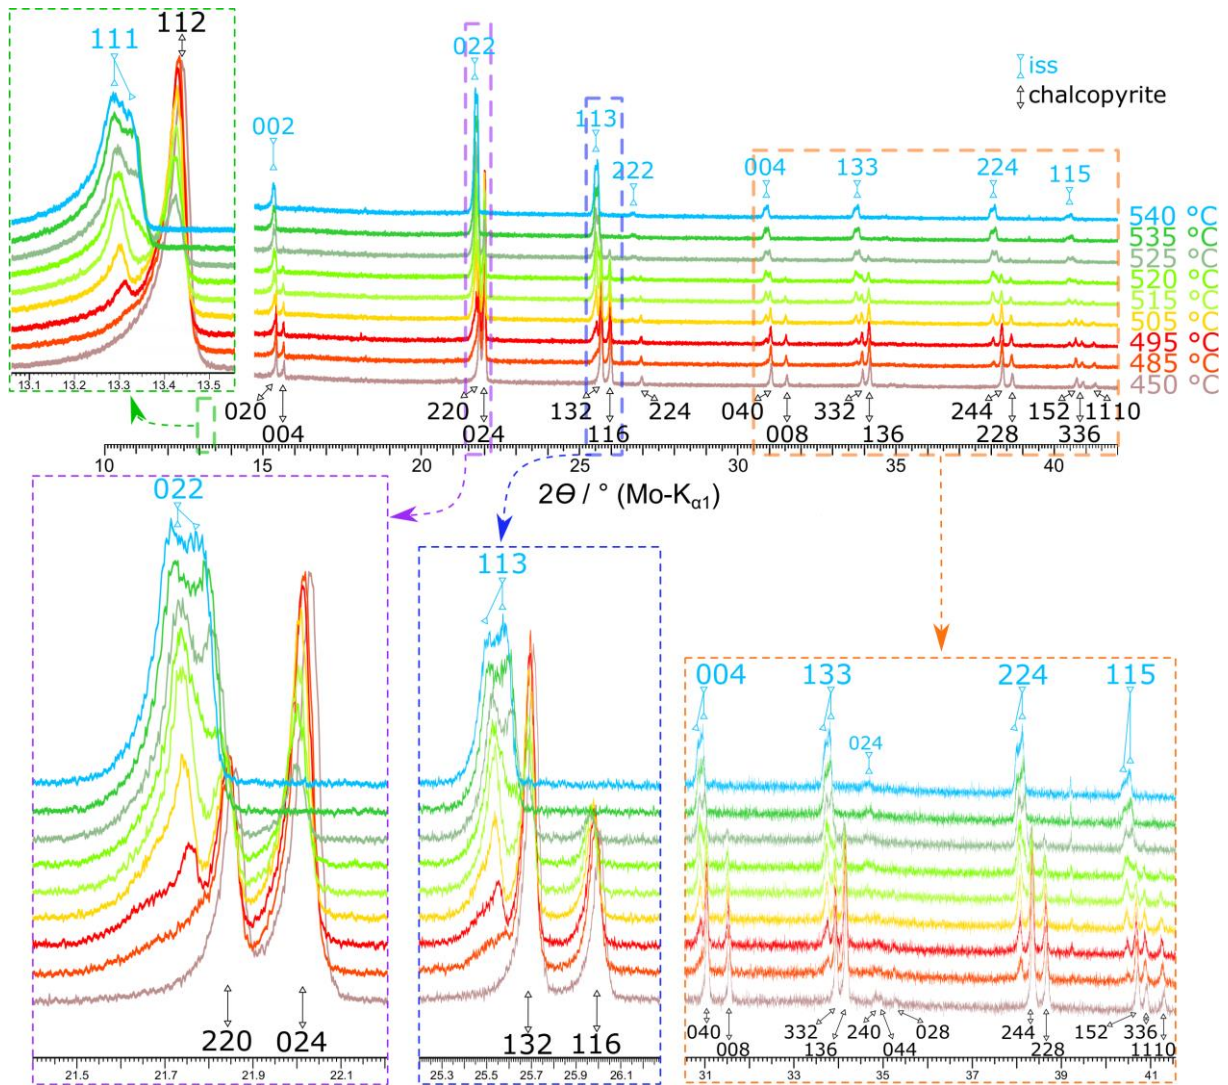 111
112
13.1 13.2 13.3 13.4 13.5
002
022
113
222
004
133
224
115
iss
chalcopyrite
540 °C
535 °C
525 °C
520 °C
515 °C
505 °C
495 °C
485 °C
450 °C
020 220 132 224 040 332 244 152 1110
004 024 116 008 136 228 336
10 15 20 25 30 35 40
2Θ / ° (Mo-Kα1)
022
220 024
21.5 21.7 21.9 22.1
113
132 116
25.3 25.5 25.7 25.9 26.1
004 133 224 115
024
040 332 240 028 244 152 336
008 136 044 228 1110
31 33 35 37 39 41